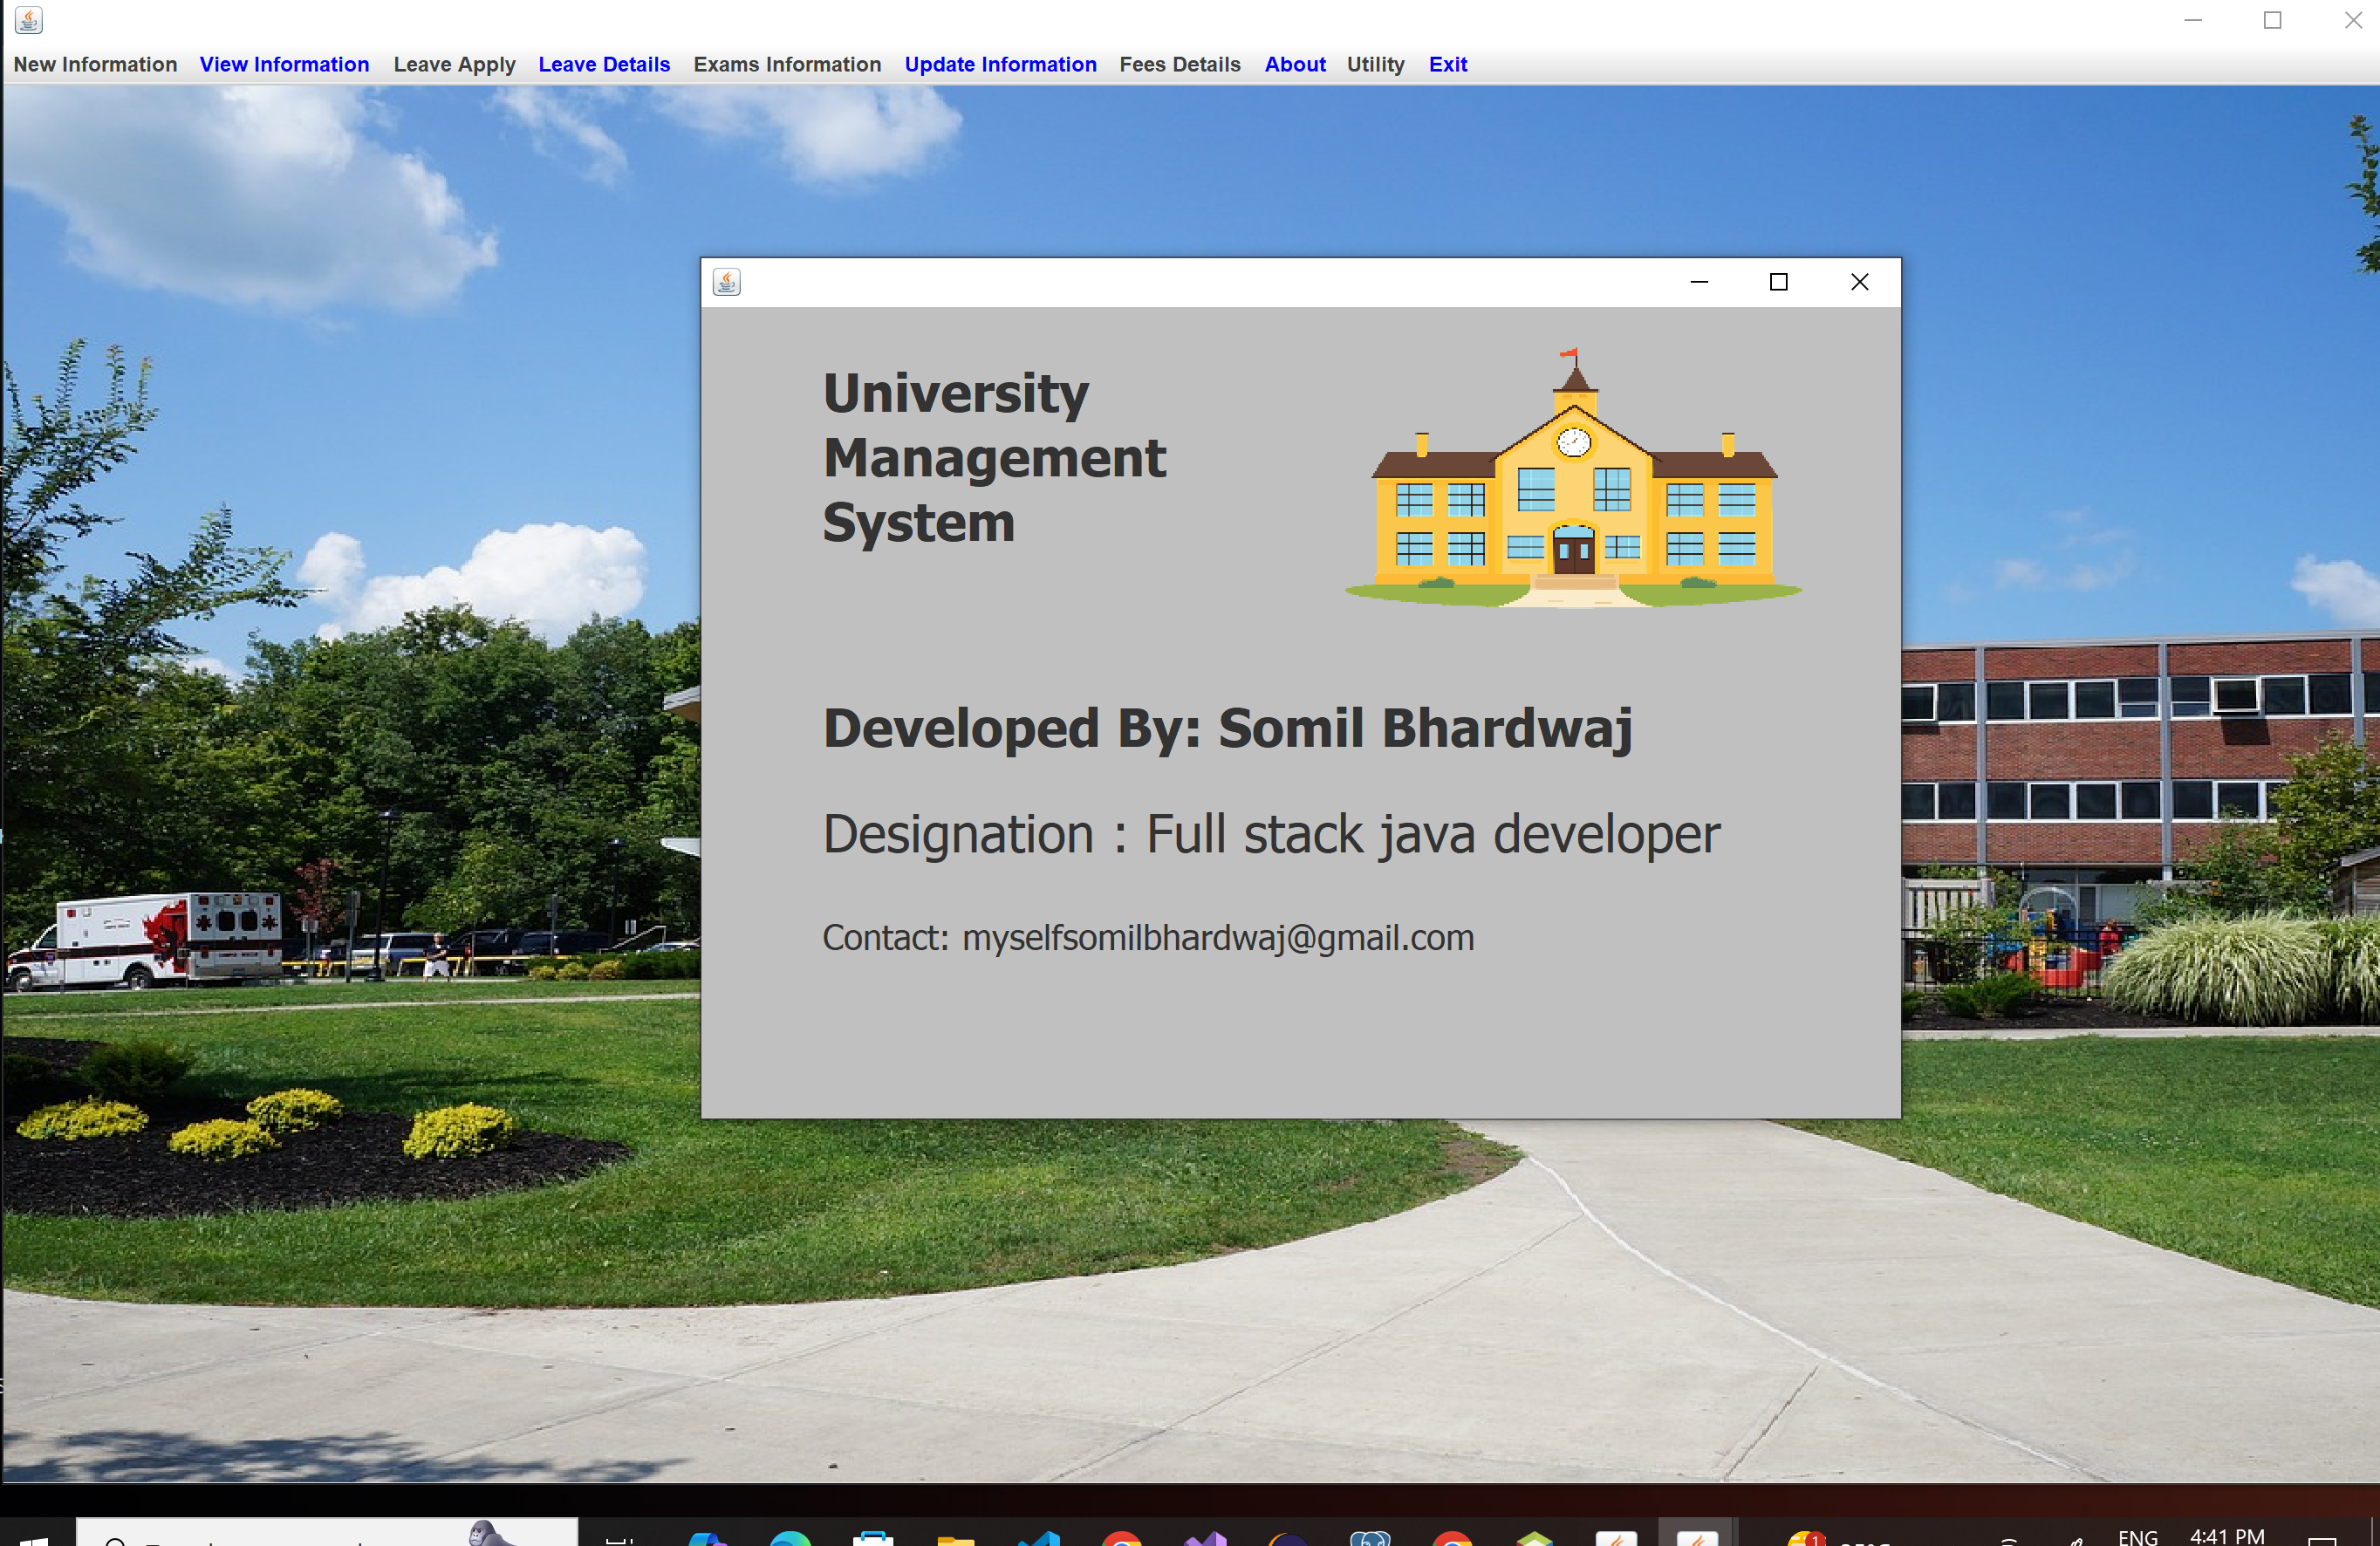 New Information View Information Leave Apply Leave Details Exams Information Update Information Fees Details About Utility Exit
University
Management
System
Developed By: Somil Bhardwaj
Designation : Full stack java developer
Contact: myselfsomilbhardwaj@gmail.com
1
ENG
4:41 PM